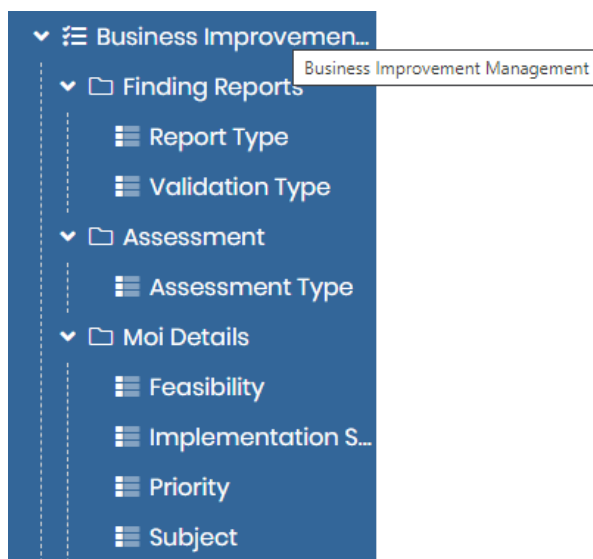 Business Improvemen...
Business Improvement Management
Finding Reports
Report Type
Validation Type
Assessment
Assessment Type
Moi Details
Feasibility
Implementation S...
Priority
Subject